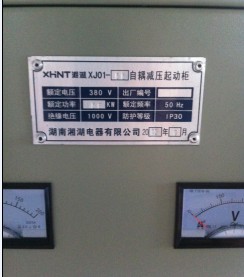 XHNT XJ01- 自耦减压起动柜
额定电压 380 V 出厂编号
额定功率 KW 额定频率 50 Hz
绝缘电压 1000 V 防护等级 IP30
湖南湘湖电器有限公司 20 年 月
V